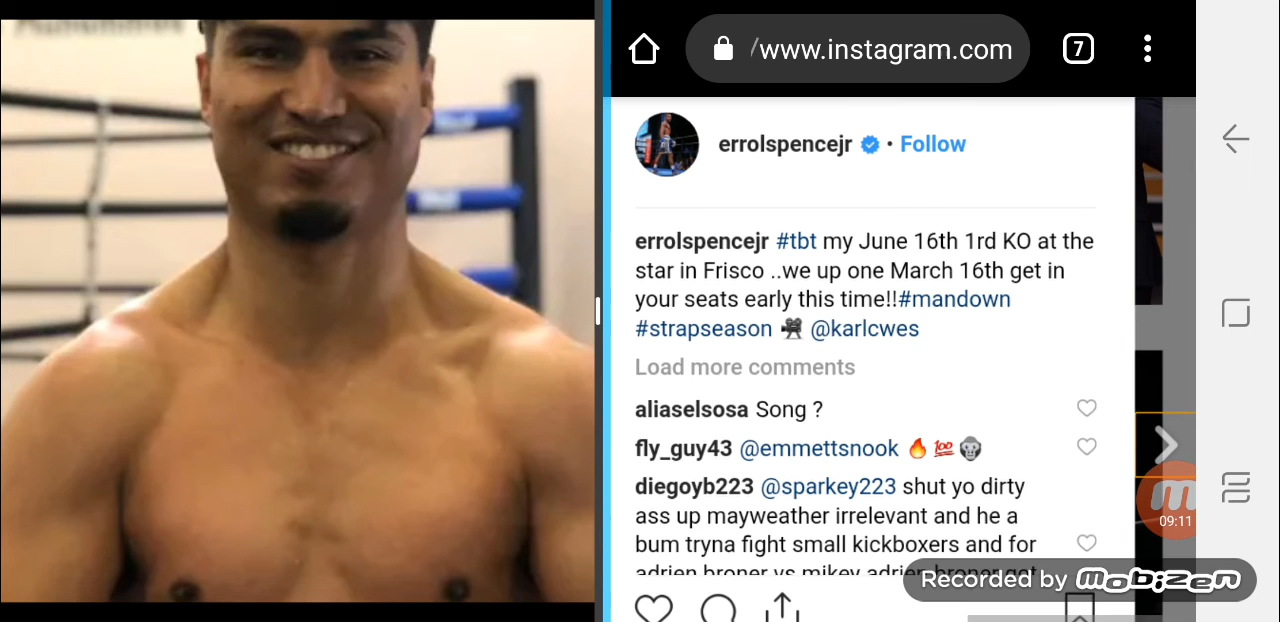 /www.instagram.com
7
errolspencejr • Follow
errolspencejr #tbt my June 16th 1rd KO at the
star in Frisco ..we up one March 16th get in
your seats early this time!!#mandown
#strapseason 🎥 @karlcwes
Load more comments
aliaselsosa Song ?
fly_guy43 @emmettsnook 🔥 💯 🦍
diegoyb223 @sparkey223 shut yo dirty
ass up mayweather irrelevant and he a
bum tryna fight small kickboxers and for
adrien broner vs mikey adrien broner got
09:11
Recorded by mobizen